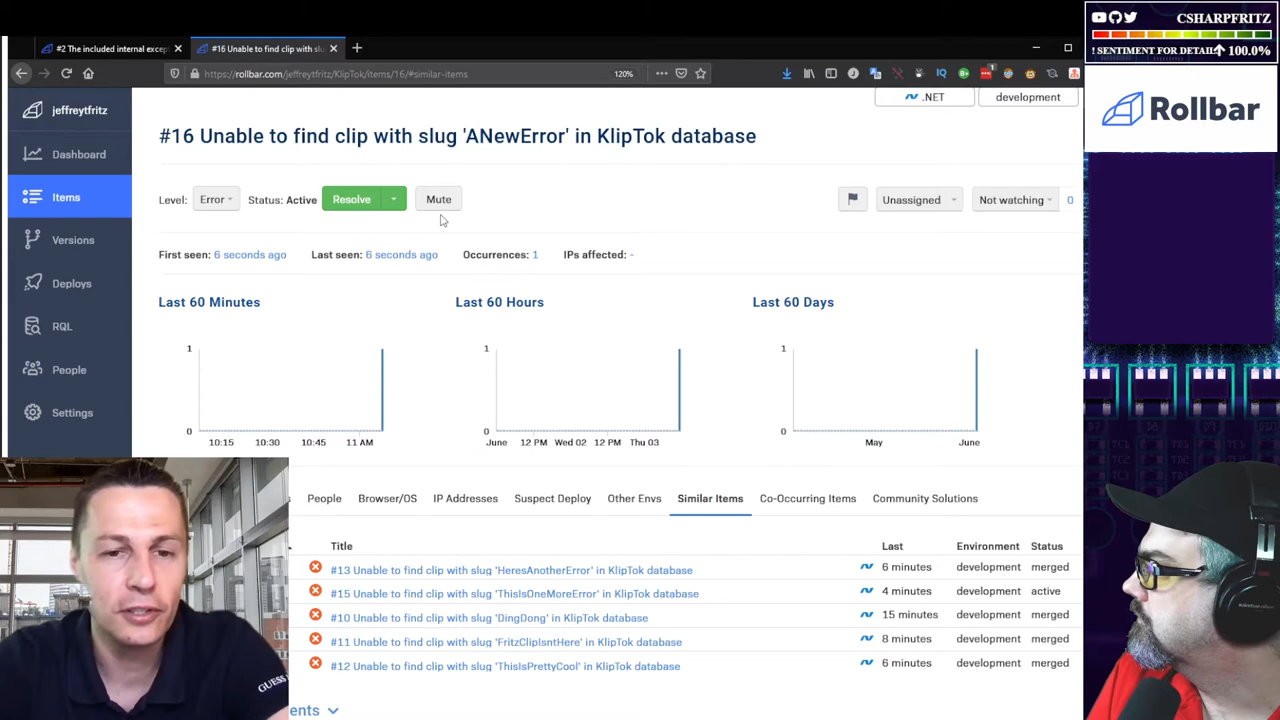 CSHARPFRITZ
! SENTIMENT FOR DETAILS 100.0%
Rollbar
#2 The included internal except
#16 Unable to find clip with slu
https://rollbar.com/jeffreytfritz/KlipTok/items/16/#similar-items
120%
jeffreytfritz
Dashboard
Items
Versions
Deploys
RQL
People
Settings
.NET
development
#16 Unable to find clip with slug 'ANewError' in KlipTok database
Level: Error Status: Active Resolve Mute
Unassigned Not watching 0
First seen: 6 seconds ago Last seen: 6 seconds ago Occurrences: 1 IPs affected: -
Last 60 Minutes Last 60 Hours Last 60 Days
1 1 1
0 0 0
10:15 10:30 10:45 11 AM June 12 PM Wed 02 12 PM Thu 03 May June
People Browser/OS IP Addresses Suspect Deploy Other Envs Similar Items Co-Occurring Items Community Solutions
Title Last Environment Status
#13 Unable to find clip with slug 'HeresAnotherError' in KlipTok database 6 minutes development merged
#15 Unable to find clip with slug 'ThisIsOneMoreError' in KlipTok database 4 minutes development active
#10 Unable to find clip with slug 'DingDong' in KlipTok database 15 minutes development merged
#11 Unable to find clip with slug 'FritzClipIsntHere' in KlipTok database 8 minutes development merged
#12 Unable to find clip with slug 'ThisIsPrettyCool' in KlipTok database 6 minutes development merged
ents
GUESS